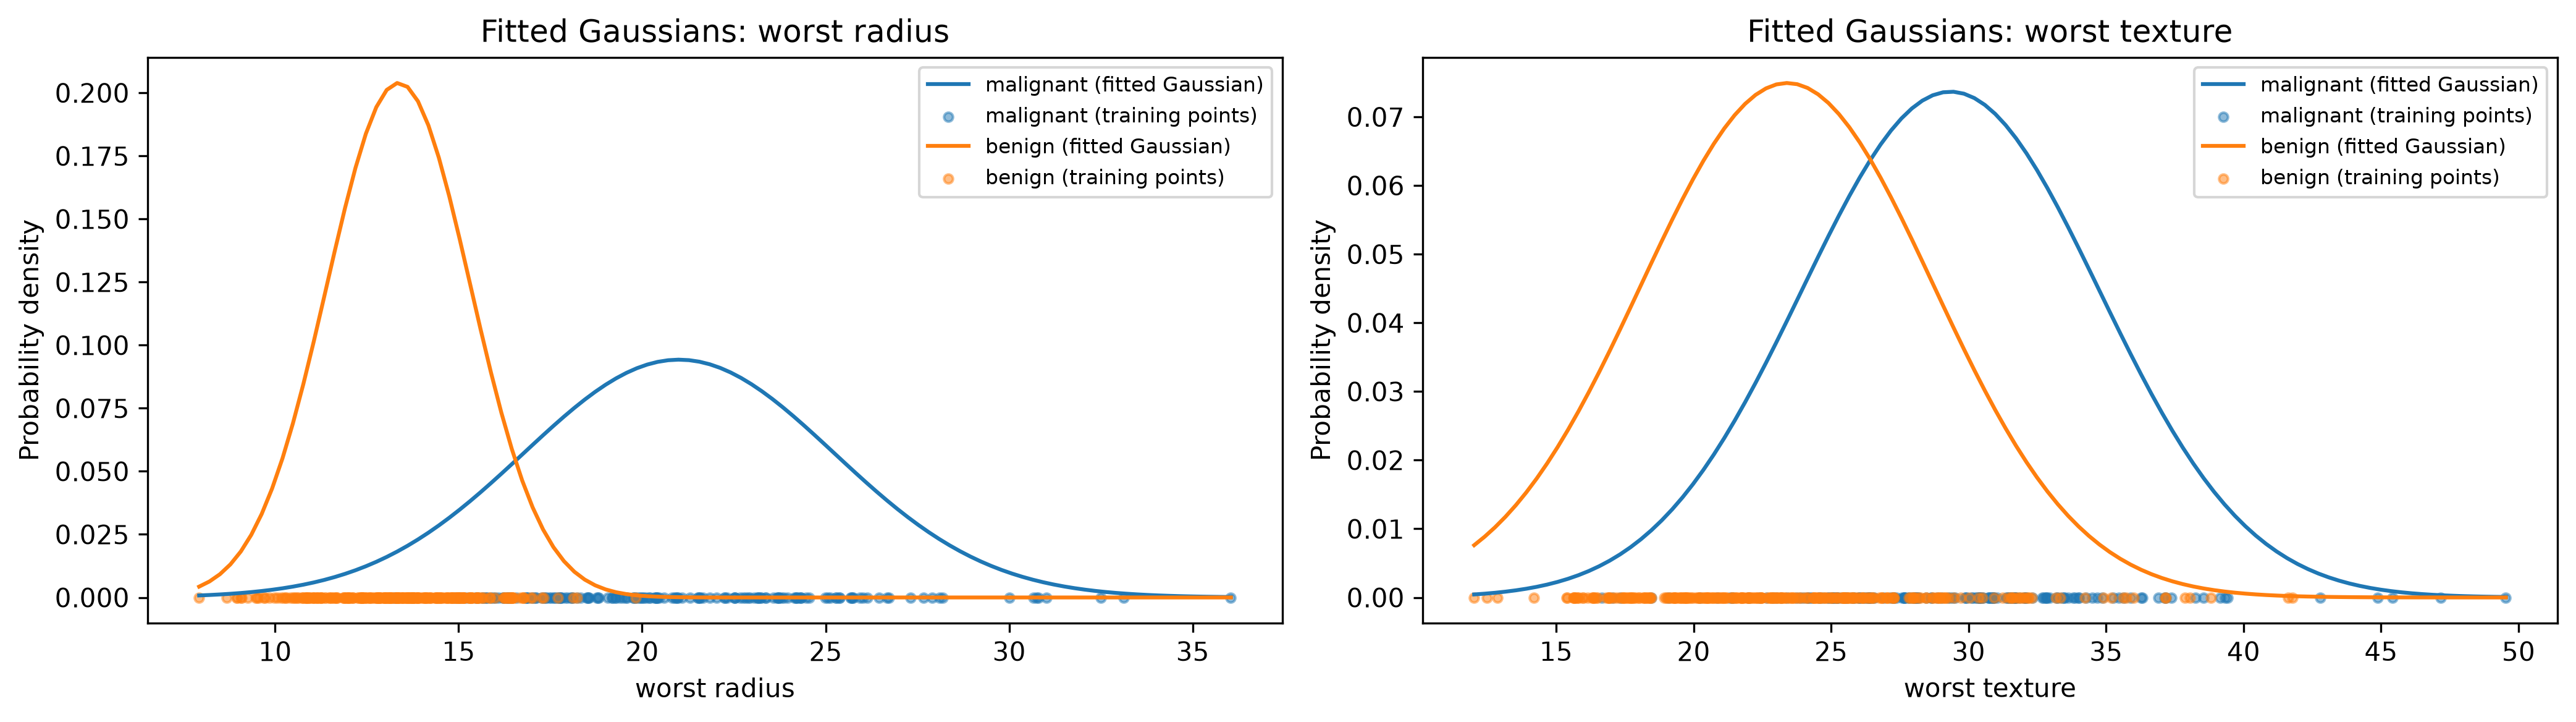 Fitted Gaussians: worst radius
Probability density
0.200
0.175
0.150
0.125
0.100
0.075
0.050
0.025
0.000
malignant (fitted Gaussian)
malignant (training points)
benign (fitted Gaussian)
benign (training points)
10 15 20 25 30 35
worst radius
Fitted Gaussians: worst texture
Probability density
0.07
0.06
0.05
0.04
0.03
0.02
0.01
0.00
malignant (fitted Gaussian)
malignant (training points)
benign (fitted Gaussian)
benign (training points)
15 20 25 30 35 40 45 50
worst texture